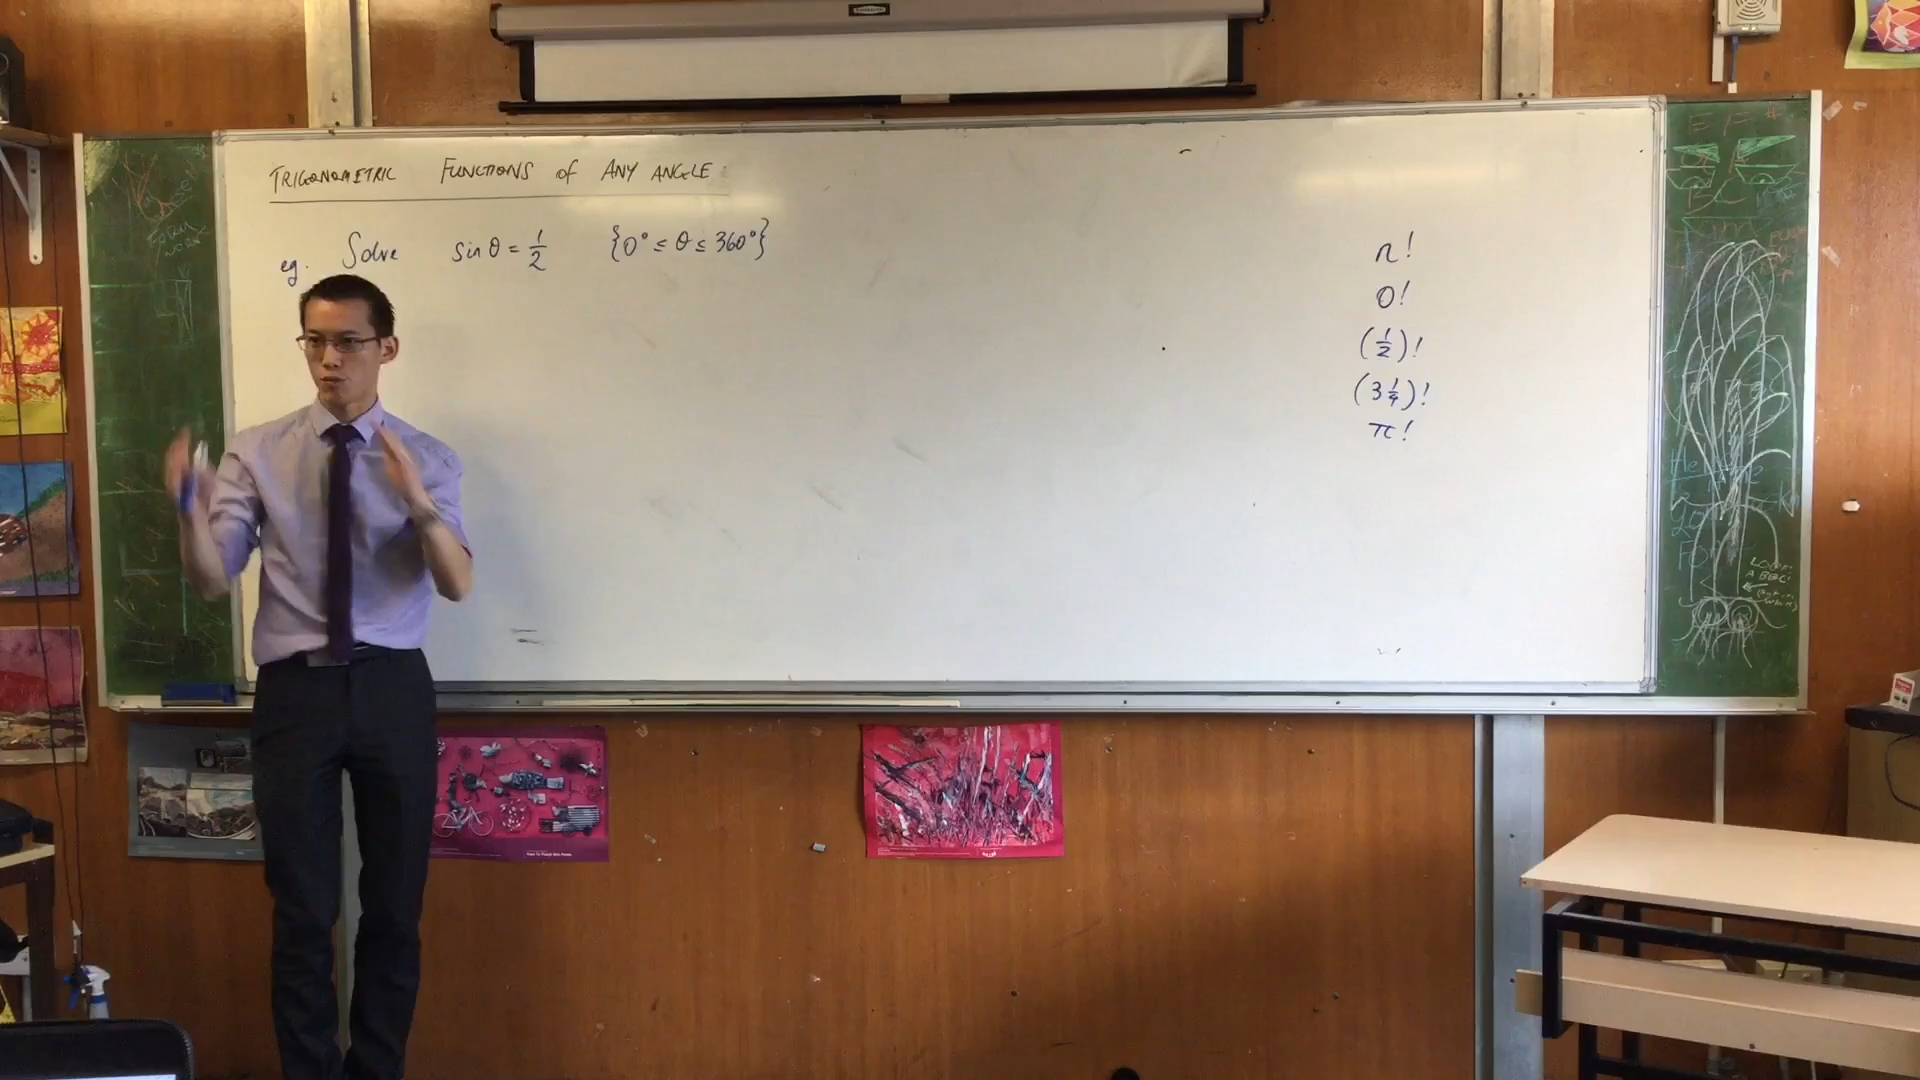 TRIGONOMETRIC FUNCTIONS of ANY ANGLE
eg. Solve sin θ = 1/2 {0° ≤ θ ≤ 360°}
n!
0!
(1/2)!
(3 1/4)!
π!